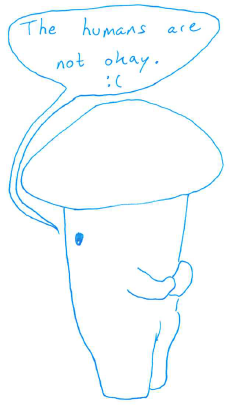 The humans are
not okay.
:(